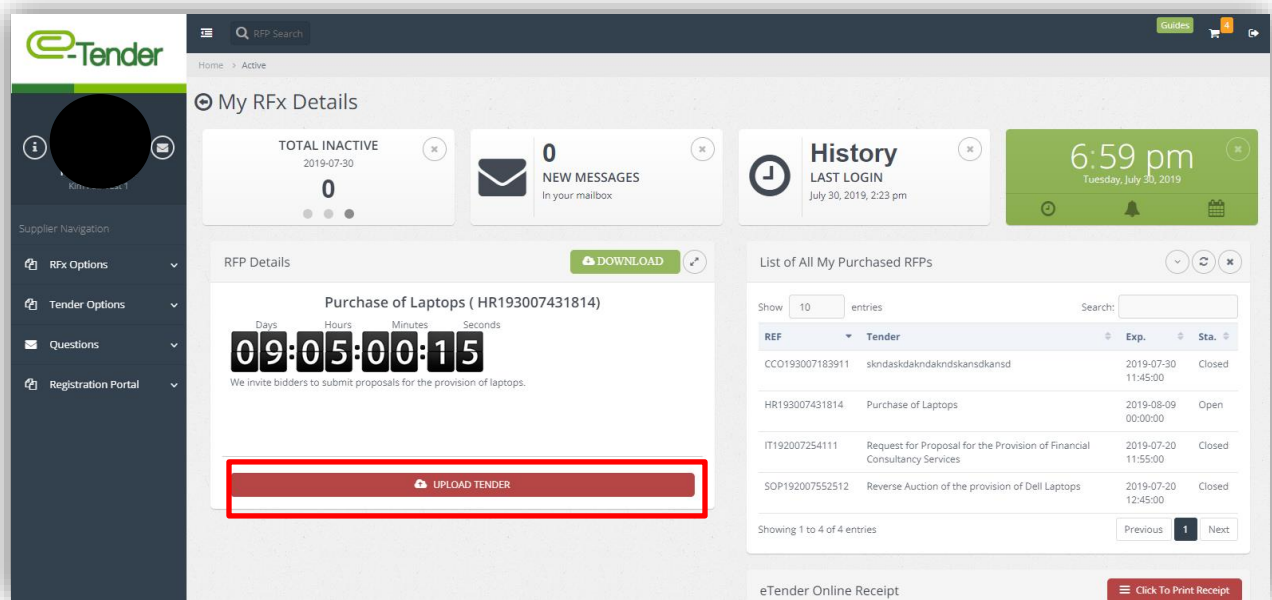 e-Tender
RFP Search
Guides
4
Home > Active
My RFx Details
TOTAL INACTIVE
2019-07-30
0
0
NEW MESSAGES
In your mailbox
History
LAST LOGIN
July 30, 2019, 2:23 pm
6:59 pm
Tuesday, July 30, 2019
Supplier Navigation
RFx Options
Tender Options
Questions
Registration Portal
RFP Details
DOWNLOAD
Purchase of Laptops ( HR193007431814)
Days Hours Minutes Seconds
09:05:00:15
We invite bidders to submit proposals for the provision of laptops.
UPLOAD TENDER
List of All My Purchased RFPs
Show 10 entries Search:
REF Tender Exp. Sta.
CCO193007183911 skndaskdakndakndskansdkansd 2019-07-30 Closed
11:45:00
HR193007431814 Purchase of Laptops 2019-08-09 Open
00:00:00
IT192007254111 Request for Proposal for the Provision of Financial 2019-07-20 Closed
Consultancy Services 11:55:00
SOP192007552512 Reverse Auction of the provision of Dell Laptops 2019-07-20 Closed
12:45:00
Showing 1 to 4 of 4 entries
Previous 1 Next
eTender Online Receipt
Click To Print Receipt